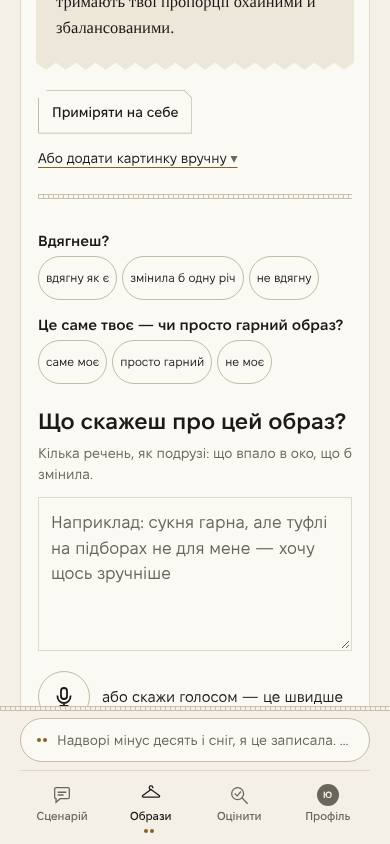 тримають твої пропорції охайними й
збалансованими.
Приміряти на себе
Або додати картинку вручну ▾
Вдягнеш?
вдягну як є
змінила б одну річ
не вдягну
Це саме твоє — чи просто гарний образ?
саме моє
просто гарний
не моє
Що скажеш про цей образ?
Кілька речень, як подрузі: що впало в око, що б
змінила.
Наприклад: сукня гарна, але туфлі
на підборах не для мене — хочу
щось зручніше
або скажи голосом — це швидше
Надворі мінус десять і сніг, я це записала. ...
Сценарій
Образи
Оцінити
Ю
Профіль